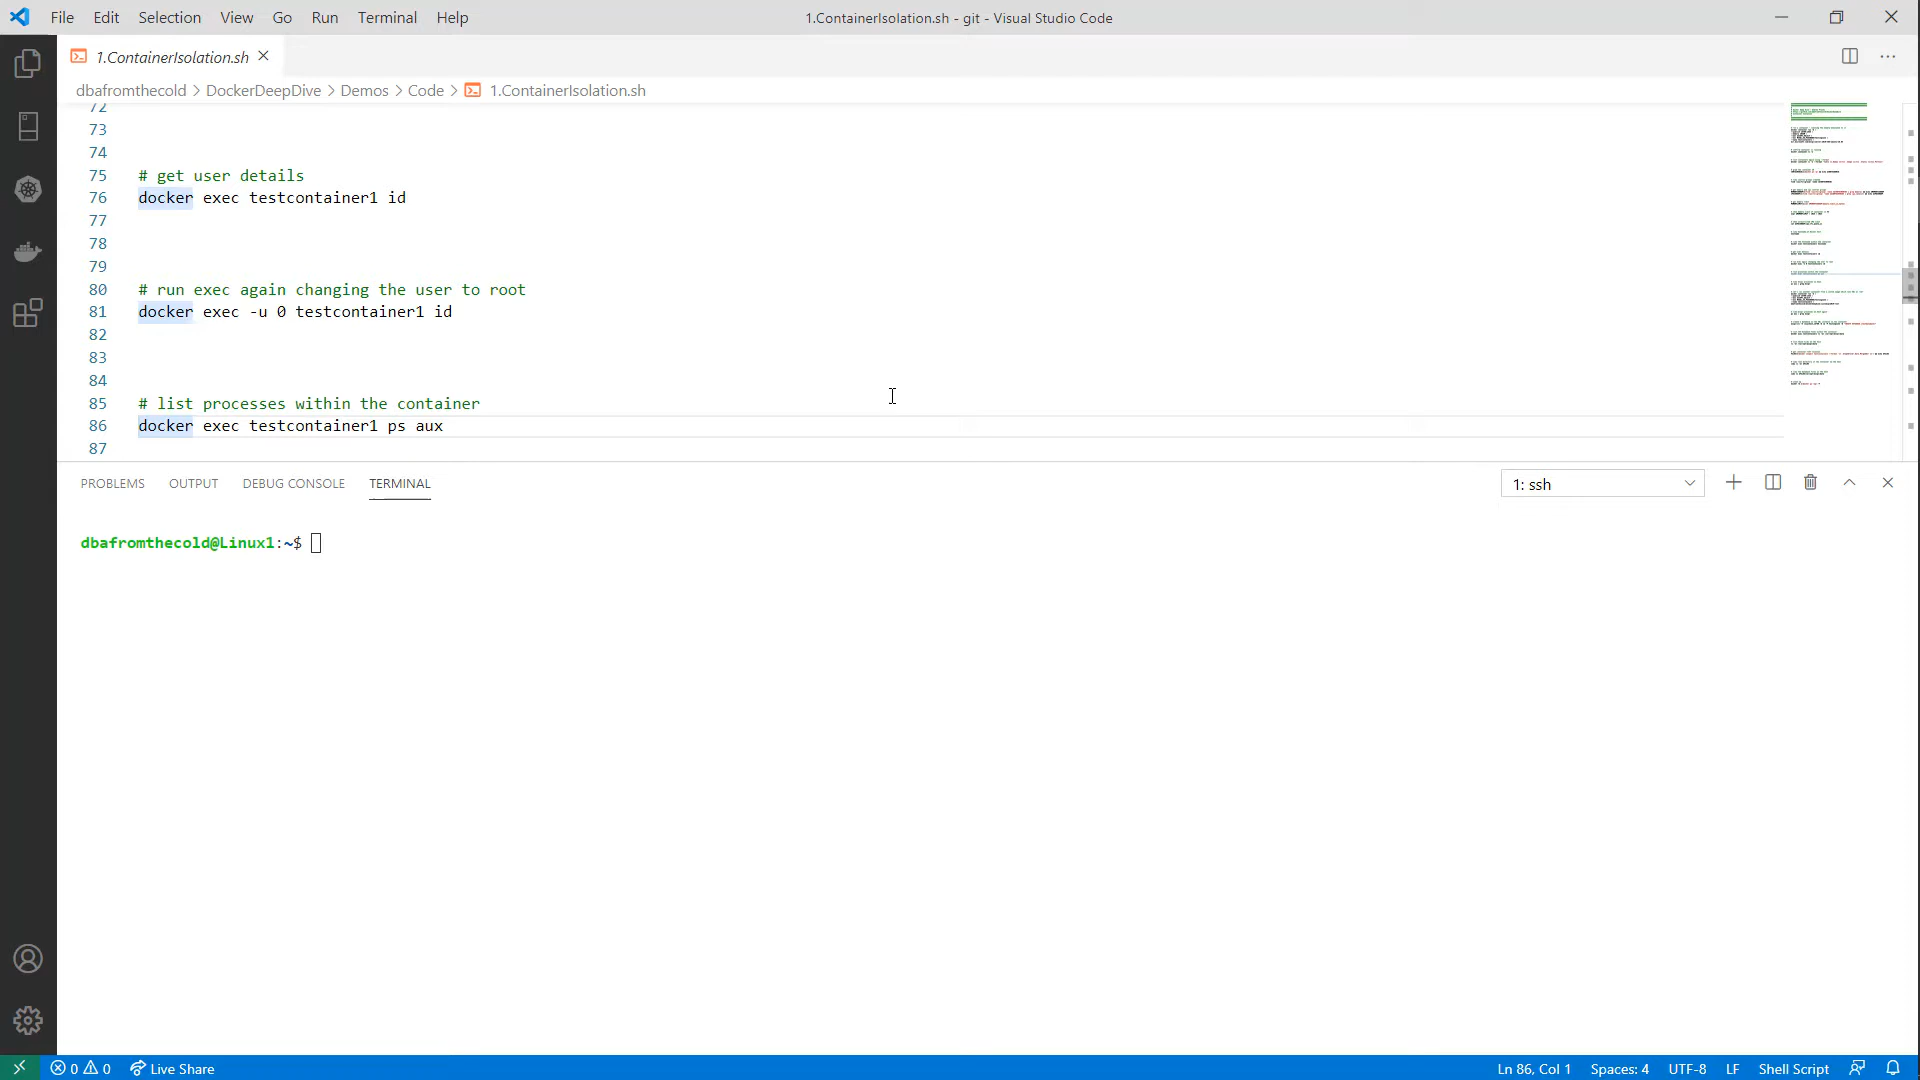 File Edit Selection View Go Run Terminal Help
1.ContainerIsolation.sh - git - Visual Studio Code
1.ContainerIsolation.sh
dbafromthecold > DockerDeepDive > Demos > Code > 1.ContainerIsolation.sh
72
73
74
75 # get user details
76 docker exec testcontainer1 id
77
78
79
80 # run exec again changing the user to root
81 docker exec -u 0 testcontainer1 id
82
83
84
85 # list processes within the container
86 docker exec testcontainer1 ps aux
87
PROBLEMS OUTPUT DEBUG CONSOLE TERMINAL
1: ssh
dbafromthecold@Linux1:~$
0 0 Live Share
Ln 86, Col 1 Spaces: 4 UTF-8 LF Shell Script